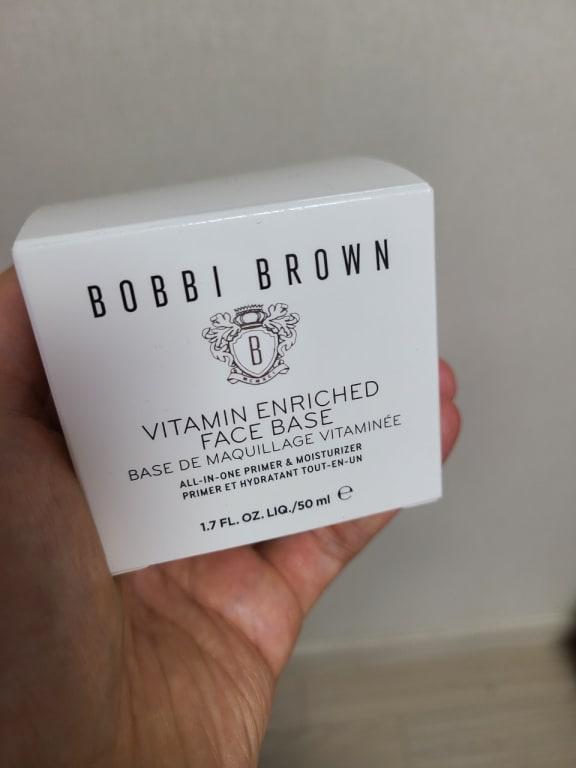 BOBBI BROWN
B
VITAMIN ENRICHED
FACE BASE
BASE DE MAQUILLAGE VITAMINÉE
ALL-IN-ONE PRIMER & MOISTURIZER
PRIMER ET HYDRATANT TOUT-EN-UN
1.7 FL. OZ. LIQ./50 ml ℮